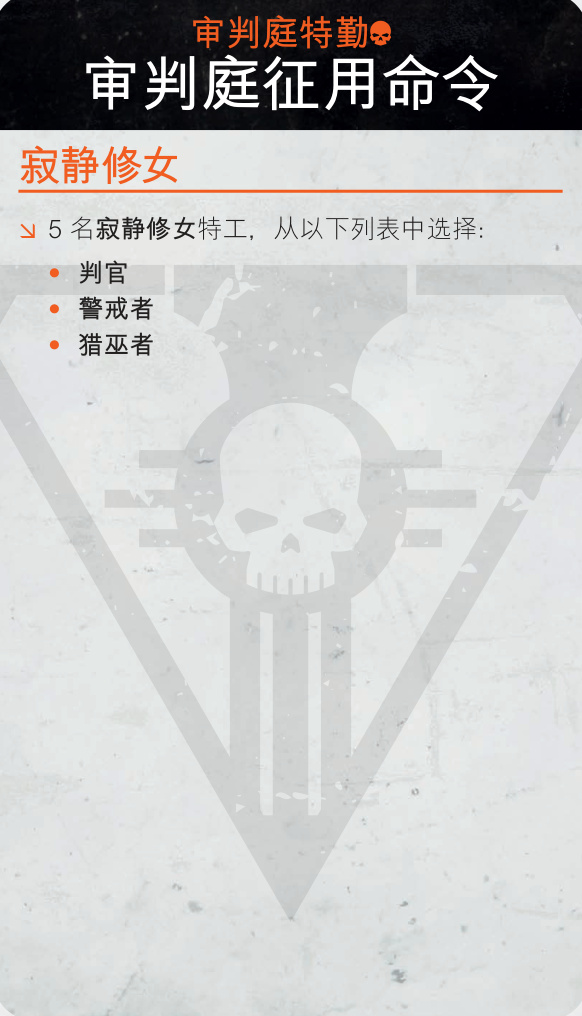 审判庭特勤
审判庭征用命令
寂静修女
5 名寂静修女特工，从以下列表中选择：
• 判官
• 警戒者
• 猎巫者